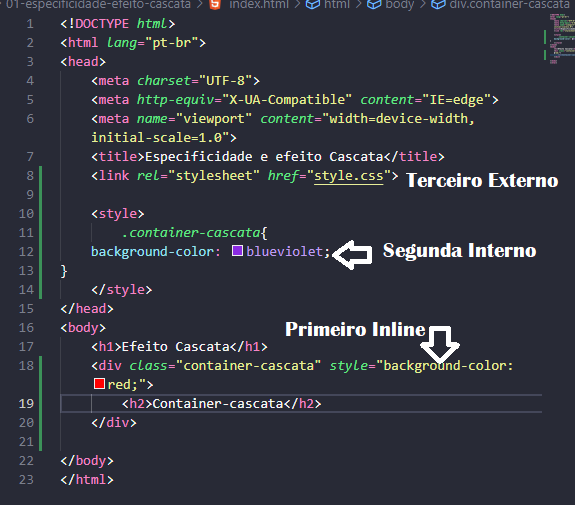 01-especificidade-efeito-cascata > index.html > html > body > div.container-cascata
1 <!DOCTYPE html>
2 <html lang="pt-br">
3 <head>
4 <meta charset="UTF-8">
5 <meta http-equiv="X-UA-Compatible" content="IE=edge">
6 <meta name="viewport" content="width=device-width,
initial-scale=1.0">
7 <title>Especificidade e efeito Cascata</title>
8 <link rel="stylesheet" href="style.css"> Terceiro Externo
9
10 <style>
11 .container-cascata{
12 background-color: blueviolet; Segunda Interno
13 }
14 </style>
15 </head>
16 <body>
Primeiro Inline
17 <h1>Efeito Cascata</h1>
18 <div class="container-cascata" style="background-color:
red;">
19 <h2>Container-cascata</h2>
20 </div>
21
22 </body>
23 </html>